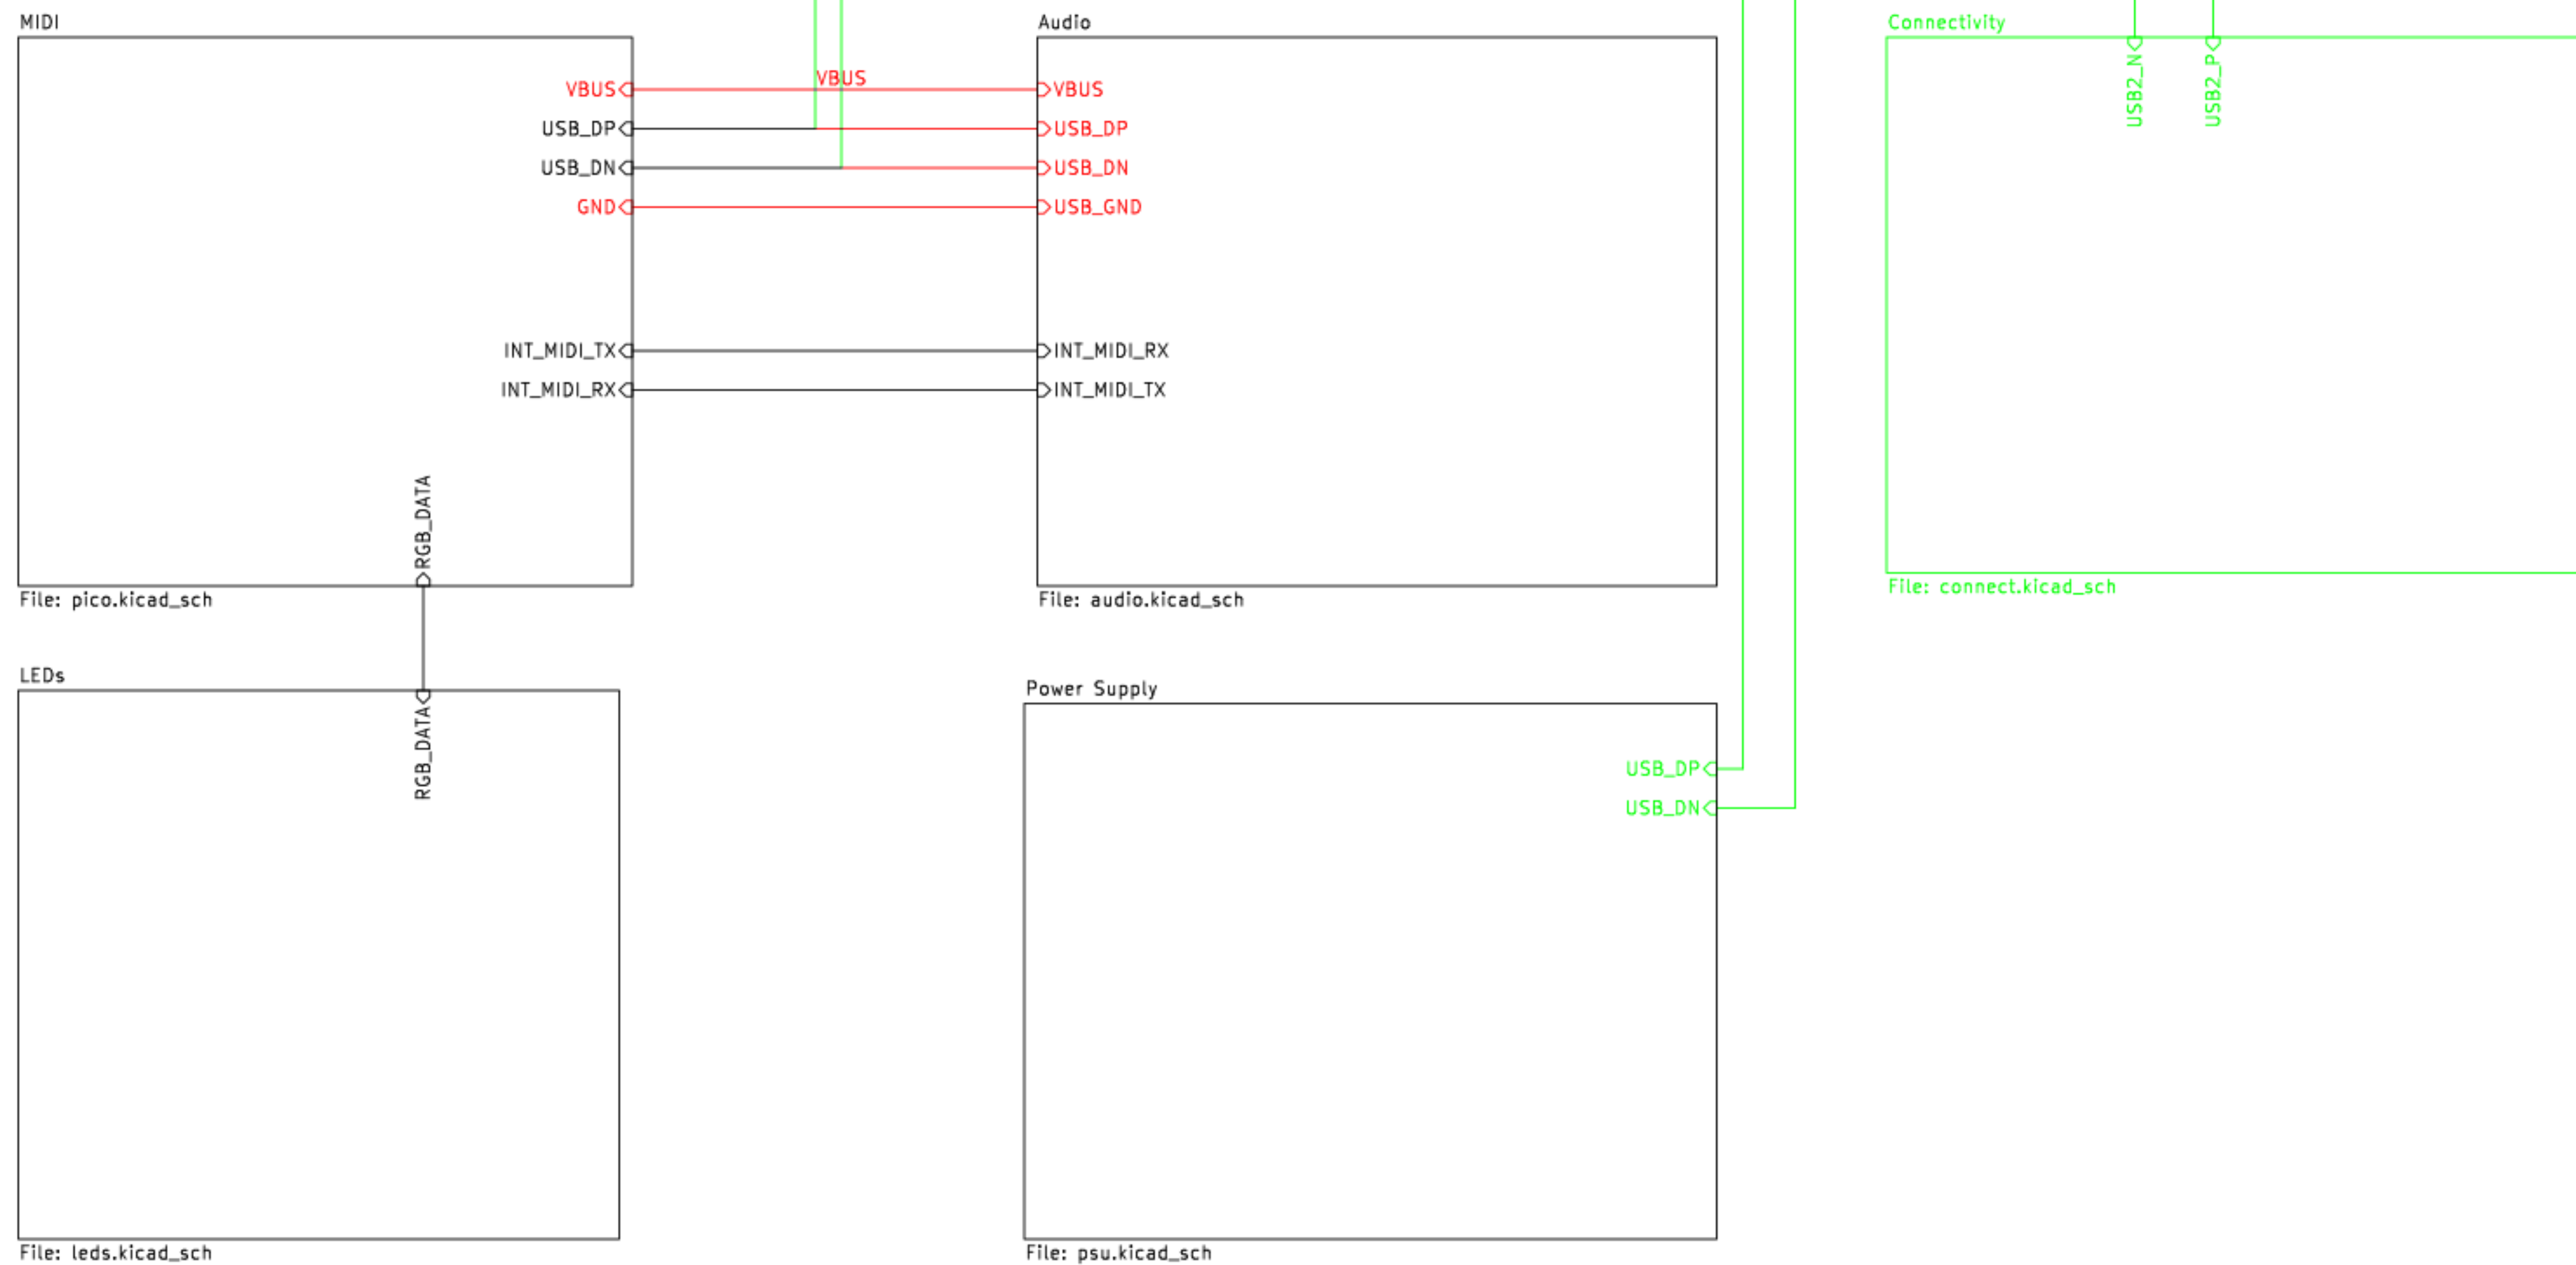 MIDI
VBUS
USB_DP
USB_DN
GND
INT_MIDI_TX
INT_MIDI_RX
RGB_DATA
File: pico.kicad_sch
VBUS
Audio
VBUS
USB_DP
USB_DN
USB_GND
INT_MIDI_RX
INT_MIDI_TX
File: audio.kicad_sch
Connectivity
USB2_N
USB2_P
File: connect.kicad_sch
LEDs
RGB_DATA
File: leds.kicad_sch
Power Supply
USB_DP
USB_DN
File: psu.kicad_sch